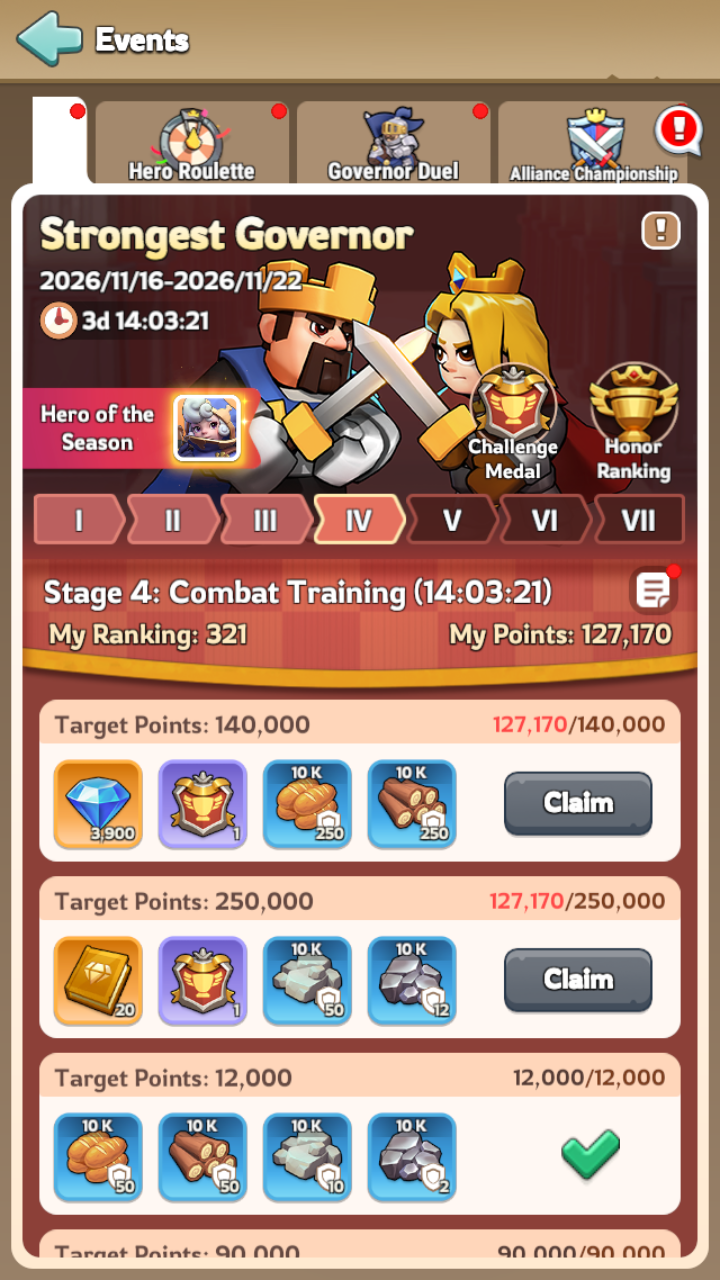 Events
Hero Roulette
Governor Duel
Alliance Championship
Strongest Governor
2026/11/16-2026/11/22
3d 14:03:21
Hero of the
Season
Challenge
Medal
Honor
Ranking
I II III IV V VI VII
Stage 4: Combat Training (14:03:21)
My Ranking: 321 My Points: 127,170
Target Points: 140,000 127,170/140,000
10 K 10 K
3,900 1 250 250
Claim
Target Points: 250,000 127,170/250,000
10 K 10 K
20 1 50 12
Claim
Target Points: 12,000 12,000/12,000
10 K 10 K 10 K 10 K
50 50 10 2
Target Points: 90,000 90,000/90,000